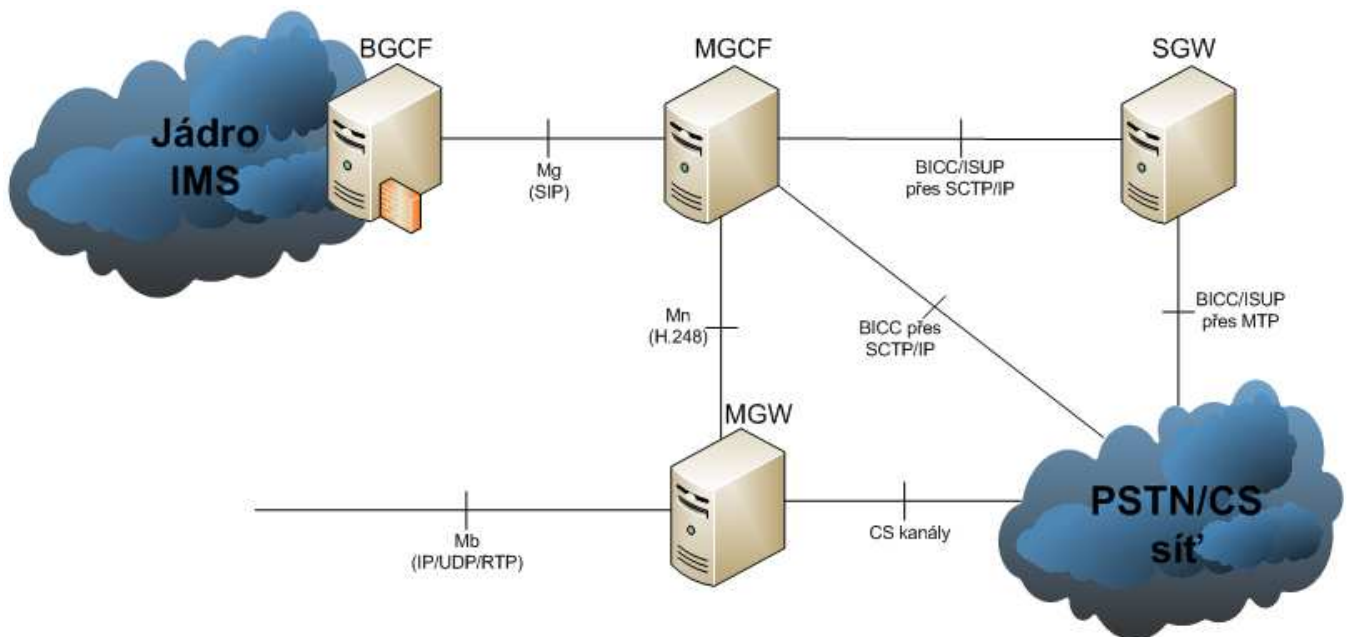 BGCF
MGCF
SGW
Jádro
IMS
Mg
(SIP)
BICC/ISUP
přes SCTP/IP
Mn
(H.248)
BICC přes
SCTP/IP
BICC/ISUP
přes MTP
MGW
Mb
(IP/UDP/RTP)
CS kanály
PSTN/CS
síť